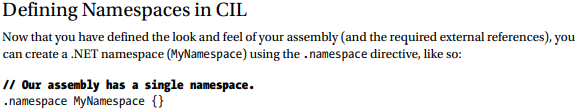 Defining Namespaces in CIL
Now that you have defined the look and feel of your assembly (and the required external references), you
can create a .NET namespace (MyNamespace) using the .namespace directive, like so:
// Our assembly has a single namespace.
.namespace MyNamespace {}